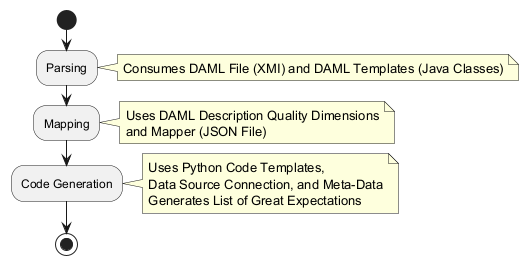 Parsing
Consumes DAML File (XMI) and DAML Templates (Java Classes)
Mapping
Uses DAML Description Quality Dimensions
and Mapper (JSON File)
Code Generation
Uses Python Code Templates,
Data Source Connection, and Meta-Data
Generates List of Great Expectations